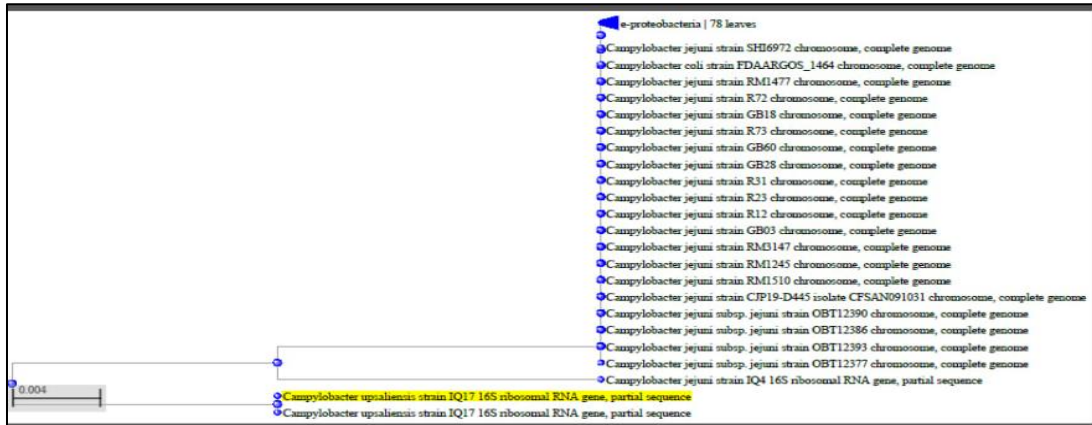 e-proteobacteria | 78 leaves
Campylobacter jejuni strain SHI6972 chromosome, complete genome
Campylobacter coli strain FDAARGOS_1464 chromosome, complete genome
Campylobacter jejuni strain RM1477 chromosome, complete genome
Campylobacter jejuni strain R72 chromosome, complete genome
Campylobacter jejuni strain GB18 chromosome, complete genome
Campylobacter jejuni strain R73 chromosome, complete genome
Campylobacter jejuni strain GB60 chromosome, complete genome
Campylobacter jejuni strain GB28 chromosome, complete genome
Campylobacter jejuni strain R31 chromosome, complete genome
Campylobacter jejuni strain R23 chromosome, complete genome
Campylobacter jejuni strain R12 chromosome, complete genome
Campylobacter jejuni strain GB03 chromosome, complete genome
Campylobacter jejuni strain RM3147 chromosome, complete genome
Campylobacter jejuni strain RM1245 chromosome, complete genome
Campylobacter jejuni strain RM1510 chromosome, complete genome
Campylobacter jejuni strain CJP19-D445 isolate CFSAN091031 chromosome, complete genome
Campylobacter jejuni subsp. jejuni strain OBT12390 chromosome, complete genome
Campylobacter jejuni subsp. jejuni strain OBT12386 chromosome, complete genome
Campylobacter jejuni subsp. jejuni strain OBT12393 chromosome, complete genome
Campylobacter jejuni subsp. jejuni strain OBT12377 chromosome, complete genome
Campylobacter jejuni strain IQ4 16S ribosomal RNA gene, partial sequence
0.004
Campylobacter upsaliensis strain IQ17 16S ribosomal RNA gene, partial sequence
Campylobacter upsaliensis strain IQ17 16S ribosomal RNA gene, partial sequence